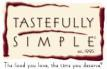 TASTEFULLY
SIMPLE
est. 1995
The food you love, the time you deserve